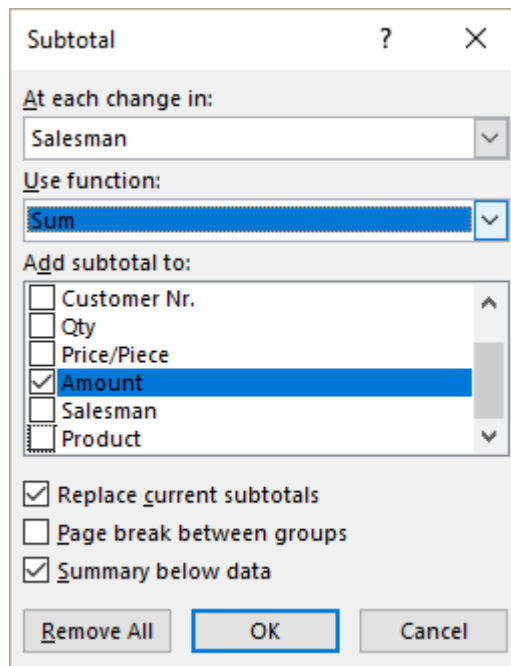 Subtotal ? ×
At each change in:
Salesman
Use function:
Sum
Add subtotal to:
Customer Nr.
Qty
Price/Piece
Amount
Salesman
Product
Replace current subtotals
Page break between groups
Summary below data
Remove All OK Cancel